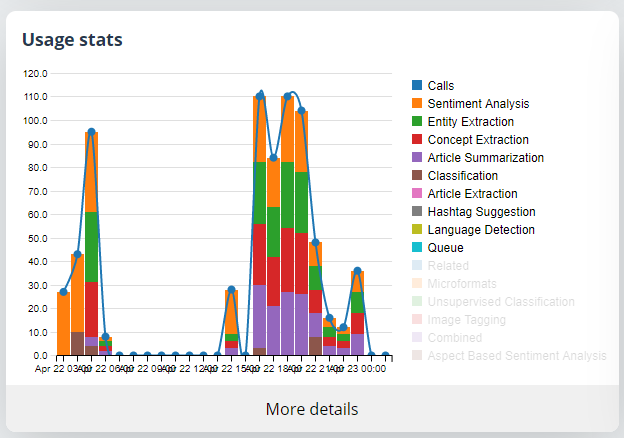 Usage stats
120.0
110.0
100.0
90.0
80.0
70.0
60.0
50.0
40.0
30.0
20.0
10.0
0.0
Apr 22 03:00 Apr 22 06:00 Apr 22 09:00 Apr 22 12:00 Apr 22 15:00 Apr 22 18:00 Apr 22 21:00 Apr 23 00:00
Calls
Sentiment Analysis
Entity Extraction
Concept Extraction
Article Summarization
Classification
Article Extraction
Hashtag Suggestion
Language Detection
Queue
Related
Microformats
Unsupervised Classification
Image Tagging
Combined
Aspect Based Sentiment Analysis
More details